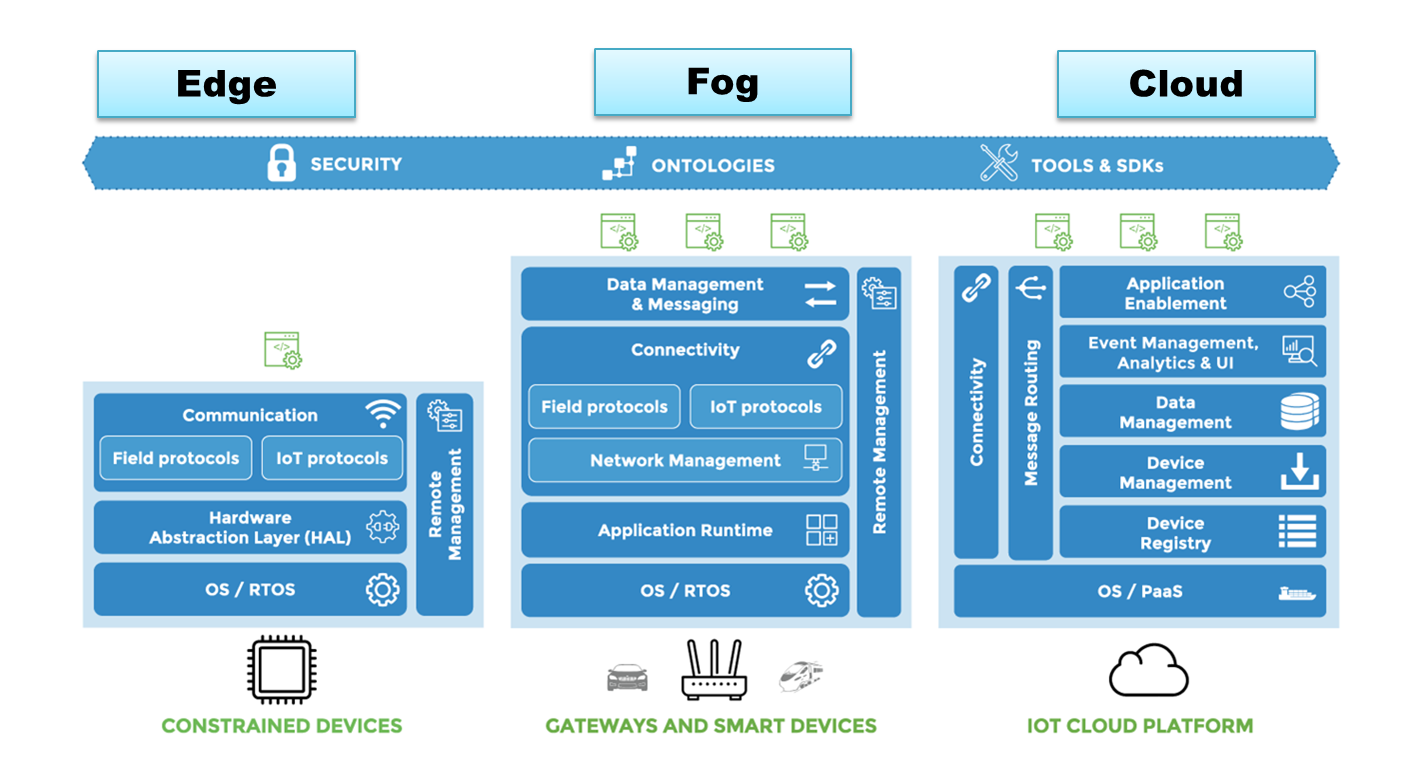 Edge
Fog
Cloud
SECURITY
ONTOLOGIES
TOOLS & SDKs
Communication
Field protocols
IoT protocols
Hardware
Abstraction Layer (HAL)
OS / RTOS
Remote
Management
CONSTRAINED DEVICES
Data Management
& Messaging
Connectivity
Field protocols
IoT protocols
Network Management
Application Runtime
OS / RTOS
Remote Management
GATEWAYS AND SMART DEVICES
Connectivity
Message Routing
Application
Enablement
Event Management,
Analytics & UI
Data
Management
Device
Management
Device
Registry
OS / PaaS
IOT CLOUD PLATFORM